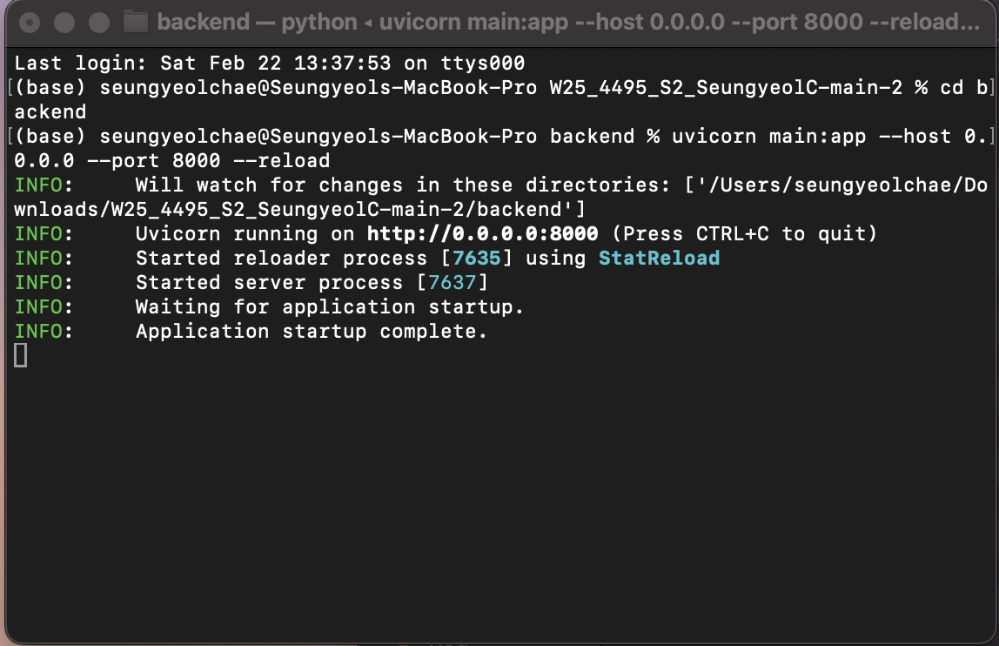 backend — python ◂ uvicorn main:app --host 0.0.0.0 --port 8000 --reload...
Last login: Sat Feb 22 13:37:53 on ttys000
[(base) seungyeolchae@Seungyeols-MacBook-Pro W25_4495_S2_SeungyeolC-main-2 % cd b]
ackend
[(base) seungyeolchae@Seungyeols-MacBook-Pro backend % uvicorn main:app --host 0.]
0.0.0 --port 8000 --reload
INFO:     Will watch for changes in these directories: ['/Users/seungyeolchae/Do
wnloads/W25_4495_S2_SeungyeolC-main-2/backend']
INFO:     Uvicorn running on http://0.0.0.0:8000 (Press CTRL+C to quit)
INFO:     Started reloader process [7635] using StatReload
INFO:     Started server process [7637]
INFO:     Waiting for application startup.
INFO:     Application startup complete.